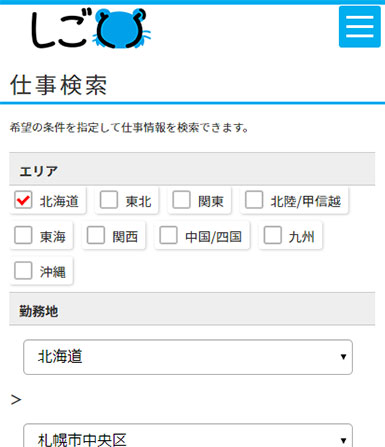 しご
仕事検索
希望の条件を指定して仕事情報を検索できます。
エリア
北海道 東北 関東 北陸/甲信越
東海 関西 中国/四国 九州
沖縄
勤務地
北海道
>
札幌市中央区